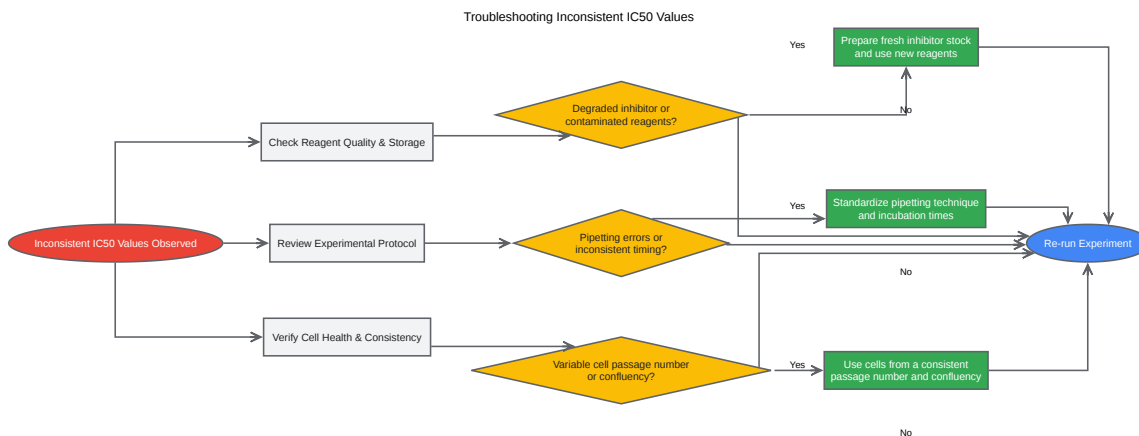 Troubleshooting Inconsistent IC50 Values
Yes
Prepare fresh inhibitor stock
and use new reagents
Degraded inhibitor or
contaminated reagents?
No
Check Reagent Quality & Storage
Yes
Standardize pipetting technique
and incubation times
Inconsistent IC50 Values Observed
Review Experimental Protocol
Pipetting errors or
inconsistent timing?
Re-run Experiment
No
Verify Cell Health & Consistency
Variable cell passage number
or confluency?
Yes
Use cells from a consistent
passage number and confluency
No